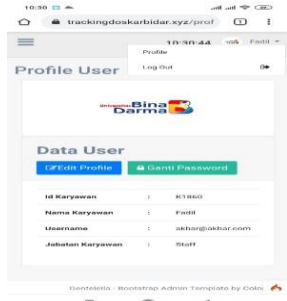 10:30
trackingdoskarbidar.xyz/prof
10:30:44 Fadil
Profile
Log Out
Profile User
Universitas Bina
Darma
Data User
Edit Profile Ganti Password
Id Karyawan : K1860
Nama Karyawan : Fadil
Username : akbar@akbar.com
Jabatan Karyawan : Staff
Gentelella - Bootstrap Admin Template by Color